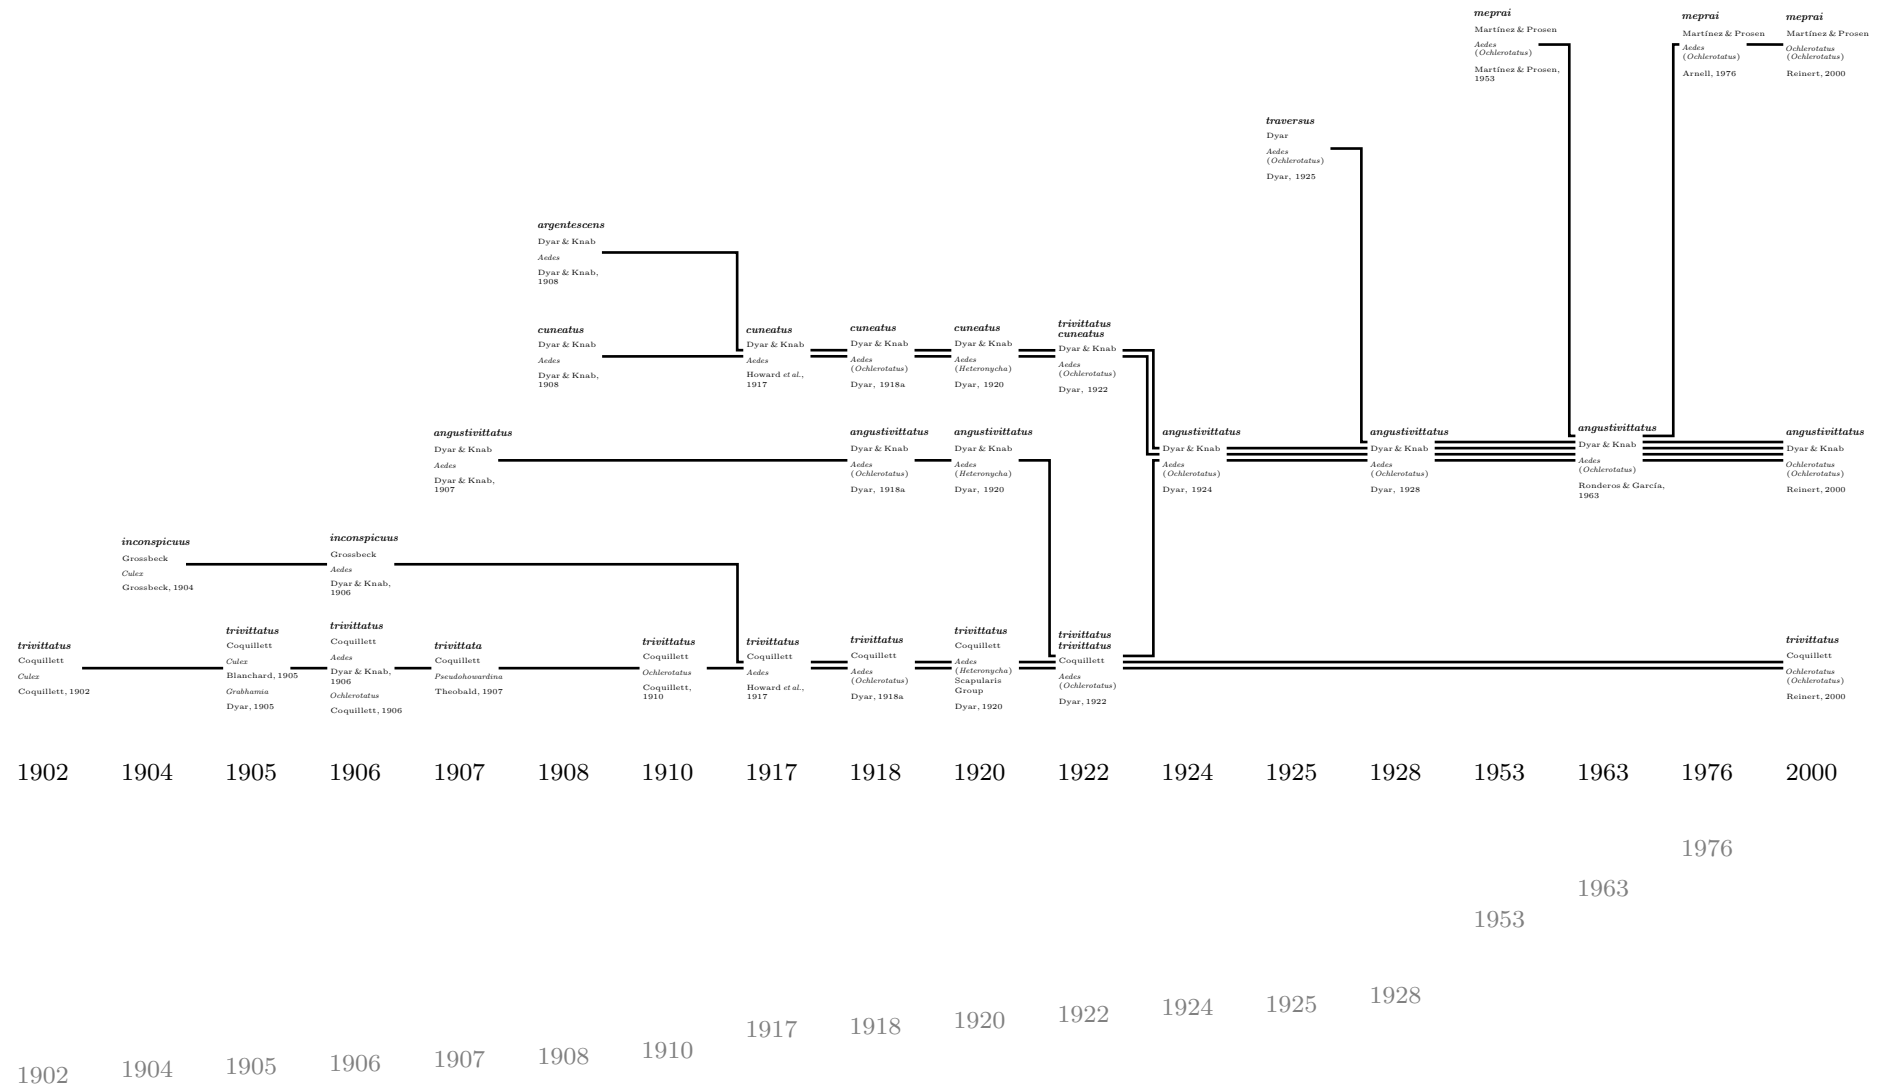 meprai
Martínez & Prosen
Aedes
(Ochlerotatus)
Martínez & Prosen,
1953
meprai
Martínez & Prosen
Aedes
(Ochlerotatus)
Arnell, 1976
meprai
Martínez & Prosen
Ochlerotatus
(Ochlerotatus)
Reinert, 2000
traversus
Dyar
Aedes
(Ochlerotatus)
Dyar, 1925
argentescens
Dyar & Knab
Aedes
Dyar & Knab,
1908
cuneatus
Dyar & Knab
Aedes
Dyar & Knab,
1908
cuneatus
Dyar & Knab
Aedes
Howard et al.,
1917
cuneatus
Dyar & Knab
Aedes
(Ochlerotatus)
Dyar, 1918a
cuneatus
Dyar & Knab
Aedes
(Heteronycha)
Dyar, 1920
trivittatus
cuneatus
Dyar & Knab
Aedes
(Ochlerotatus)
Dyar, 1922
angustivittatus
Dyar & Knab
Aedes
Dyar & Knab,
1907
angustivittatus
Dyar & Knab
Aedes
(Ochlerotatus)
Dyar, 1918a
angustivittatus
Dyar & Knab
Aedes
(Heteronycha)
Dyar, 1920
angustivittatus
Dyar & Knab
Aedes
(Ochlerotatus)
Dyar, 1924
angustivittatus
Dyar & Knab
Aedes
(Ochlerotatus)
Dyar, 1928
angustivittatus
Dyar & Knab
Aedes
(Ochlerotatus)
Ronderos & García,
1963
angustivittatus
Dyar & Knab
Ochlerotatus
(Ochlerotatus)
Reinert, 2000
inconspicuus
Grossbeck
Culex
Grossbeck, 1904
inconspicuus
Grossbeck
Aedes
Dyar & Knab,
1906
trivittatus
Coquillett
Culex
Coquillett, 1902
trivittatus
Coquillett
Culex
Blanchard, 1905
Grabhamia
Dyar, 1905
trivittatus
Coquillett
Aedes
Dyar & Knab,
1906
Ochlerotatus
Coquillett, 1906
trivittata
Coquillett
Pseudohowardina
Theobald, 1907
trivittatus
Coquillett
Ochlerotatus
Coquillett,
1910
trivittatus
Coquillett
Aedes
Howard et al.,
1917
trivittatus
Coquillett
Aedes
(Ochlerotatus)
Dyar, 1918a
trivittatus
Coquillett
Aedes
(Heteronycha)
Scapularis
Group
Dyar, 1920
trivittatus
trivittatus
Coquillett
Aedes
(Ochlerotatus)
Dyar, 1922
trivittatus
Coquillett
Ochlerotatus
(Ochlerotatus)
Reinert, 2000
1902 1904 1905 1906 1907 1908 1910 1917 1918 1920 1922 1924 1925 1928 1953 1963 1976 2000
1976
1963
1953
1928
1925
1924
1922
1920
1918
1917
1910
1908
1907
1906
1905
1904
1902